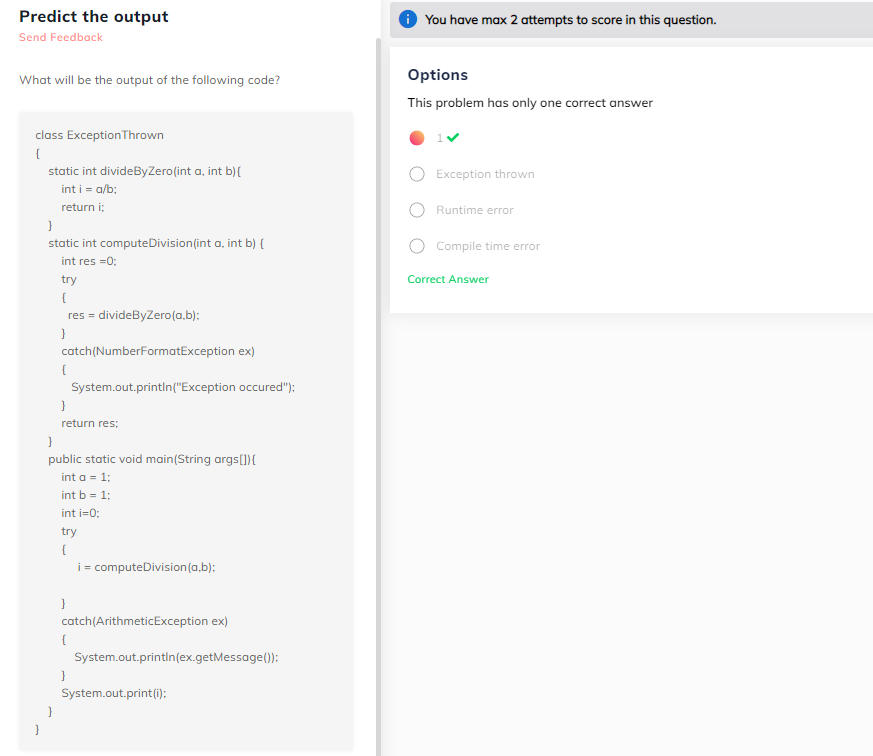 Predict the output
Send Feedback
What will be the output of the following code?
class ExceptionThrown
{
static int divideByZero(int a, int b){
int i = a/b;
return i;
}
static int computeDivision(int a, int b) {
int res =0;
try
{
res = divideByZero(a,b);
}
catch(NumberFormatException ex)
{
System.out.println("Exception occured");
}
return res;
}
public static void main(String args[]){
int a = 1;
int b = 1;
int i=0;
try
{
i = computeDivision(a,b);
}
catch(ArithmeticException ex)
{
System.out.println(ex.getMessage());
}
System.out.print(i);
}
}
You have max 2 attempts to score in this question.
Options
This problem has only one correct answer
1
Exception thrown
Runtime error
Compile time error
Correct Answer